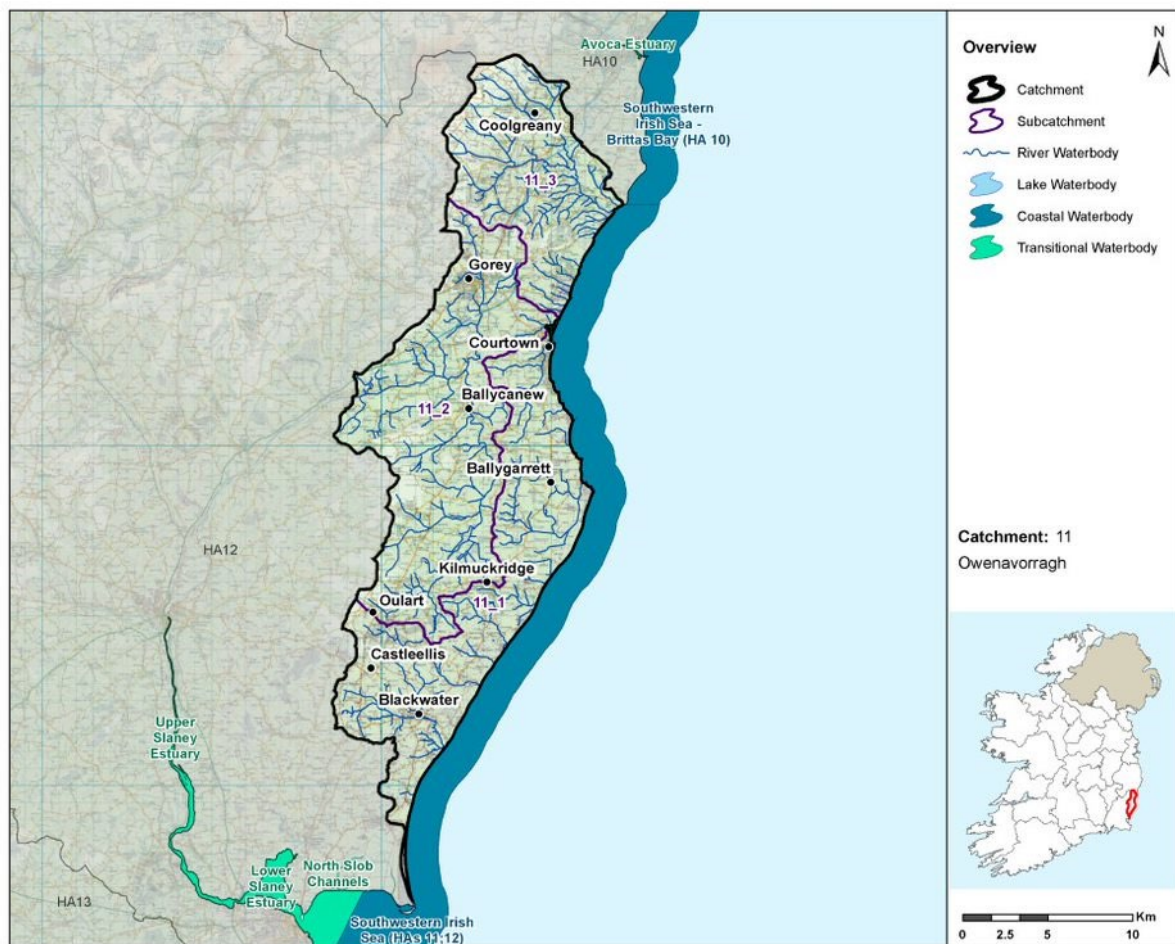 Avoca Estuary
HA10
Southwestern
Irish Sea -
Brittas Bay (HA 10)
Coolgreany
11_3
Gorey
Courtown
Ballycanew
11_2
Ballygarrett
HA12
Kilmuckridge
11_1
Oulart
Castleellis
Blackwater
Upper
Slaney
Estuary
Lower
Slaney
Estuary
North Slob
Channels
HA13
Southwestern Irish
Sea (HAs 11;12)
Overview
N
Catchment
Subcatchment
River Waterbody
Lake Waterbody
Coastal Waterbody
Transitional Waterbody
Catchment: 11
Owenavorragh
Km
0 2.5 5 10